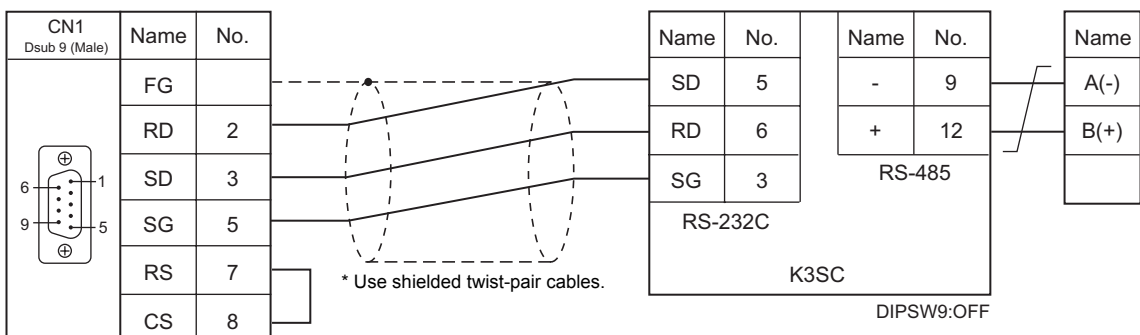 CN1
Dsub 9 (Male)
Name No.
FG
RD 2
SD 3
SG 5
RS 7
CS 8
6
1
9
5
* Use shielded twist-pair cables.
Name No.
SD 5
RD 6
SG 3
RS-232C
Name No.
- 9
+ 12
RS-485
K3SC
DIPSW9:OFF
Name
A(-)
B(+)